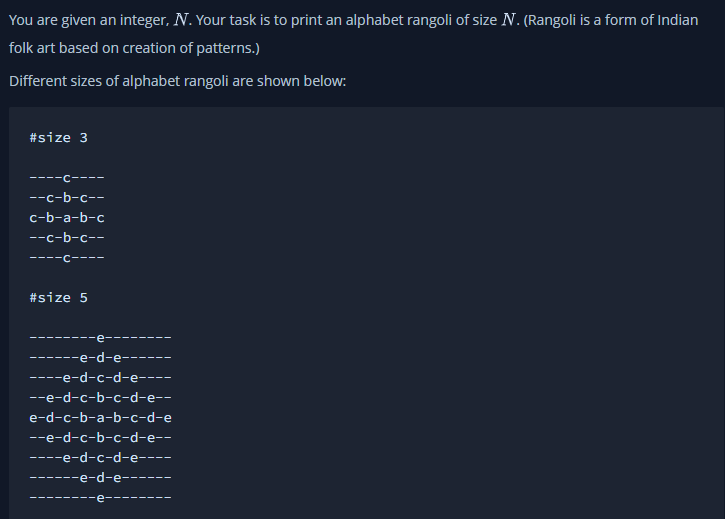 You are given an integer, N. Your task is to print an alphabet rangoli of size N. (Rangoli is a form of Indian
folk art based on creation of patterns.)
Different sizes of alphabet rangoli are shown below:
#size 3
----c----
--c-b-c--
c-b-a-b-c
--c-b-c--
----c----
#size 5
--------e--------
------e-d-e------
----e-d-c-d-e----
--e-d-c-b-c-d-e--
e-d-c-b-a-b-c-d-e
--e-d-c-b-c-d-e--
----e-d-c-d-e----
------e-d-e------
--------e--------